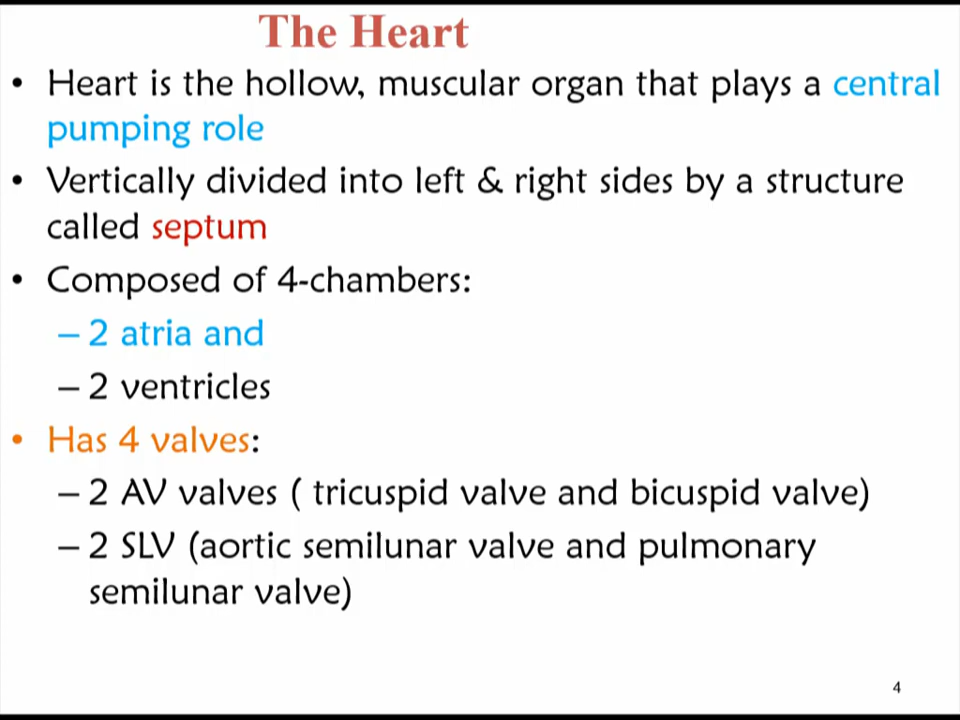 The Heart
• Heart is the hollow, muscular organ that plays a central
pumping role
• Vertically divided into left & right sides by a structure
called septum
• Composed of 4-chambers:
– 2 atria and
– 2 ventricles
• Has 4 valves:
– 2 AV valves ( tricuspid valve and bicuspid valve)
– 2 SLV (aortic semilunar valve and pulmonary
semilunar valve)
4